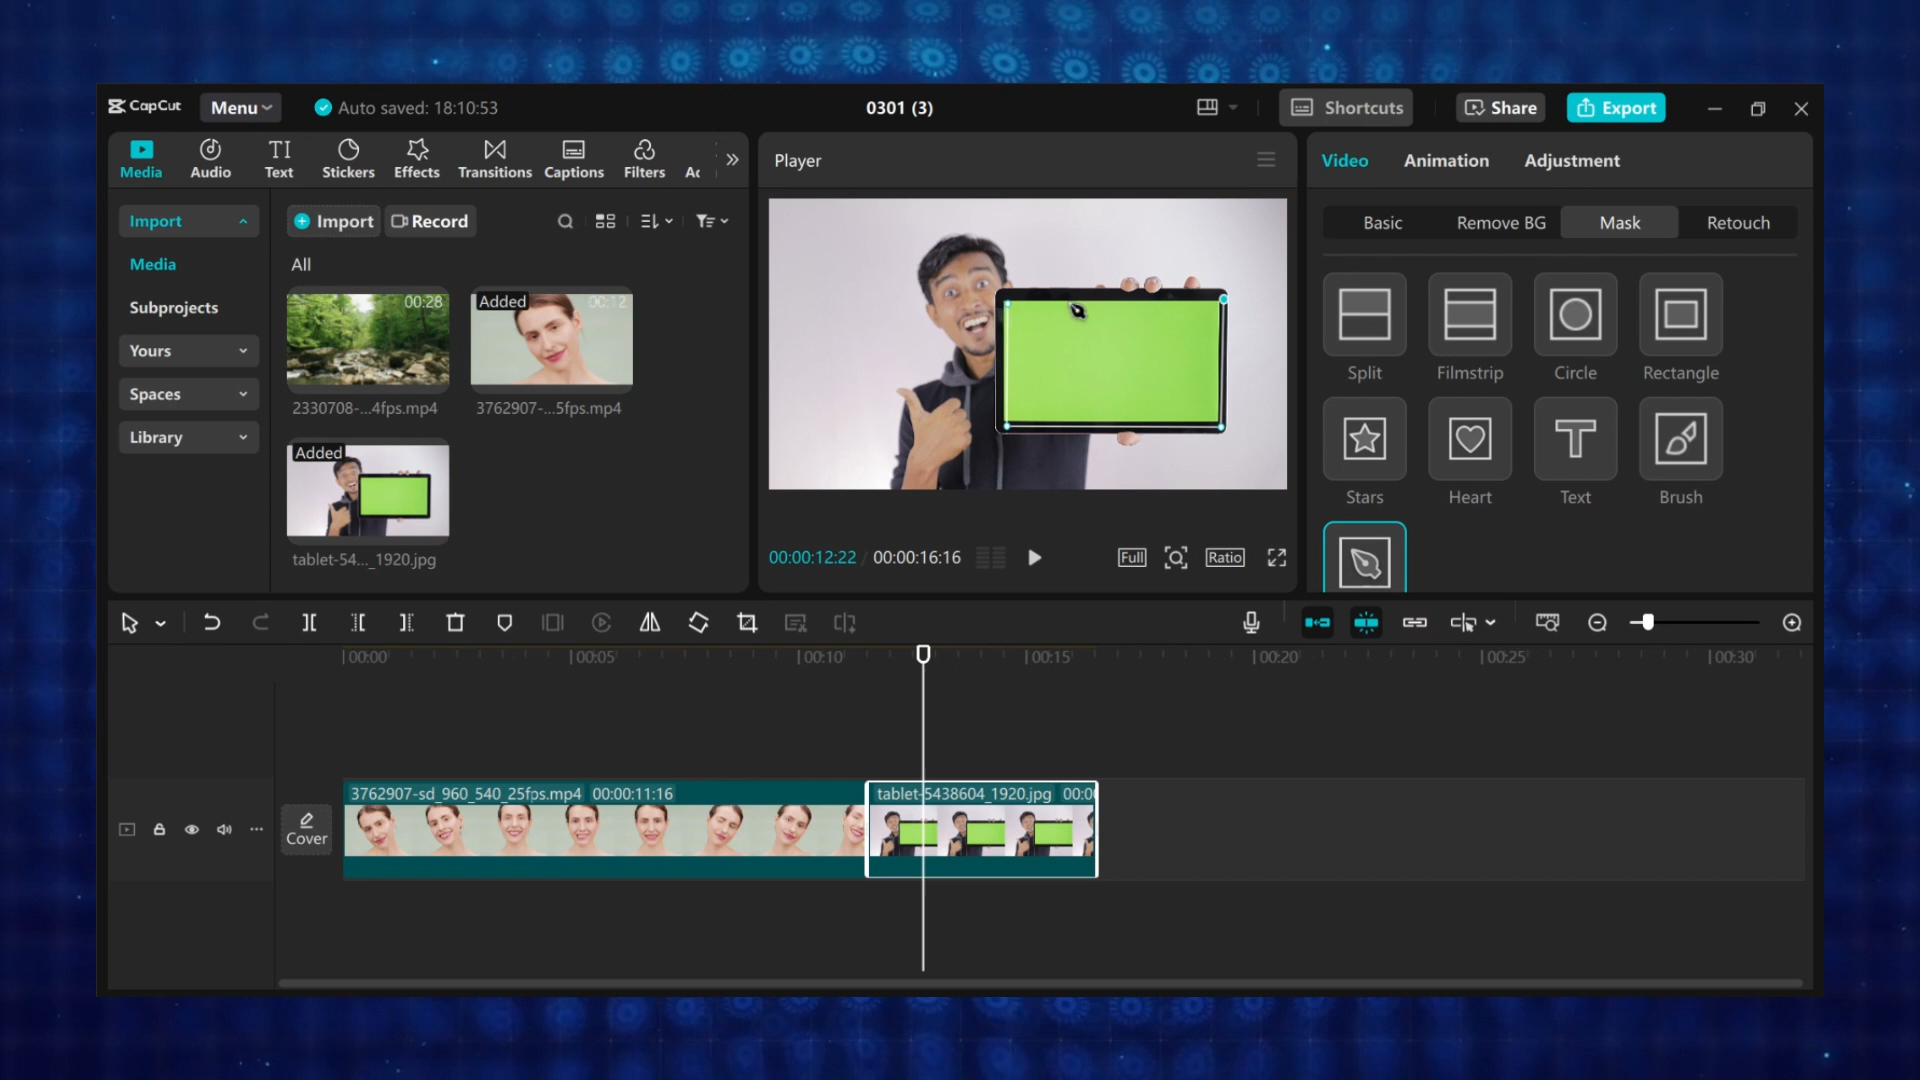 CapCut Menu Auto saved: 18:10:53 0301 (3) Shortcuts Share Export
Media Audio Text Stickers Effects Transitions Captions Filters
TI
Import
Media
Subprojects
Yours
Spaces
Library
Import Record
All
00:28
2330708-...4fps.mp4
Added 00:12
3762907-...5fps.mp4
Added
tablet-54..._1920.jpg
Player
00:00:12:22 / 00:00:16:16 Full Ratio
Video Animation Adjustment
Basic Remove BG Mask Retouch
Split Filmstrip Circle Rectangle
Stars Heart Text Brush
00:00 00:05 00:10 00:15 00:20 00:25 00:30
Cover
3762907-sd_960_540_25fps.mp4 00:00:11:16
tablet-5438604_1920.jpg